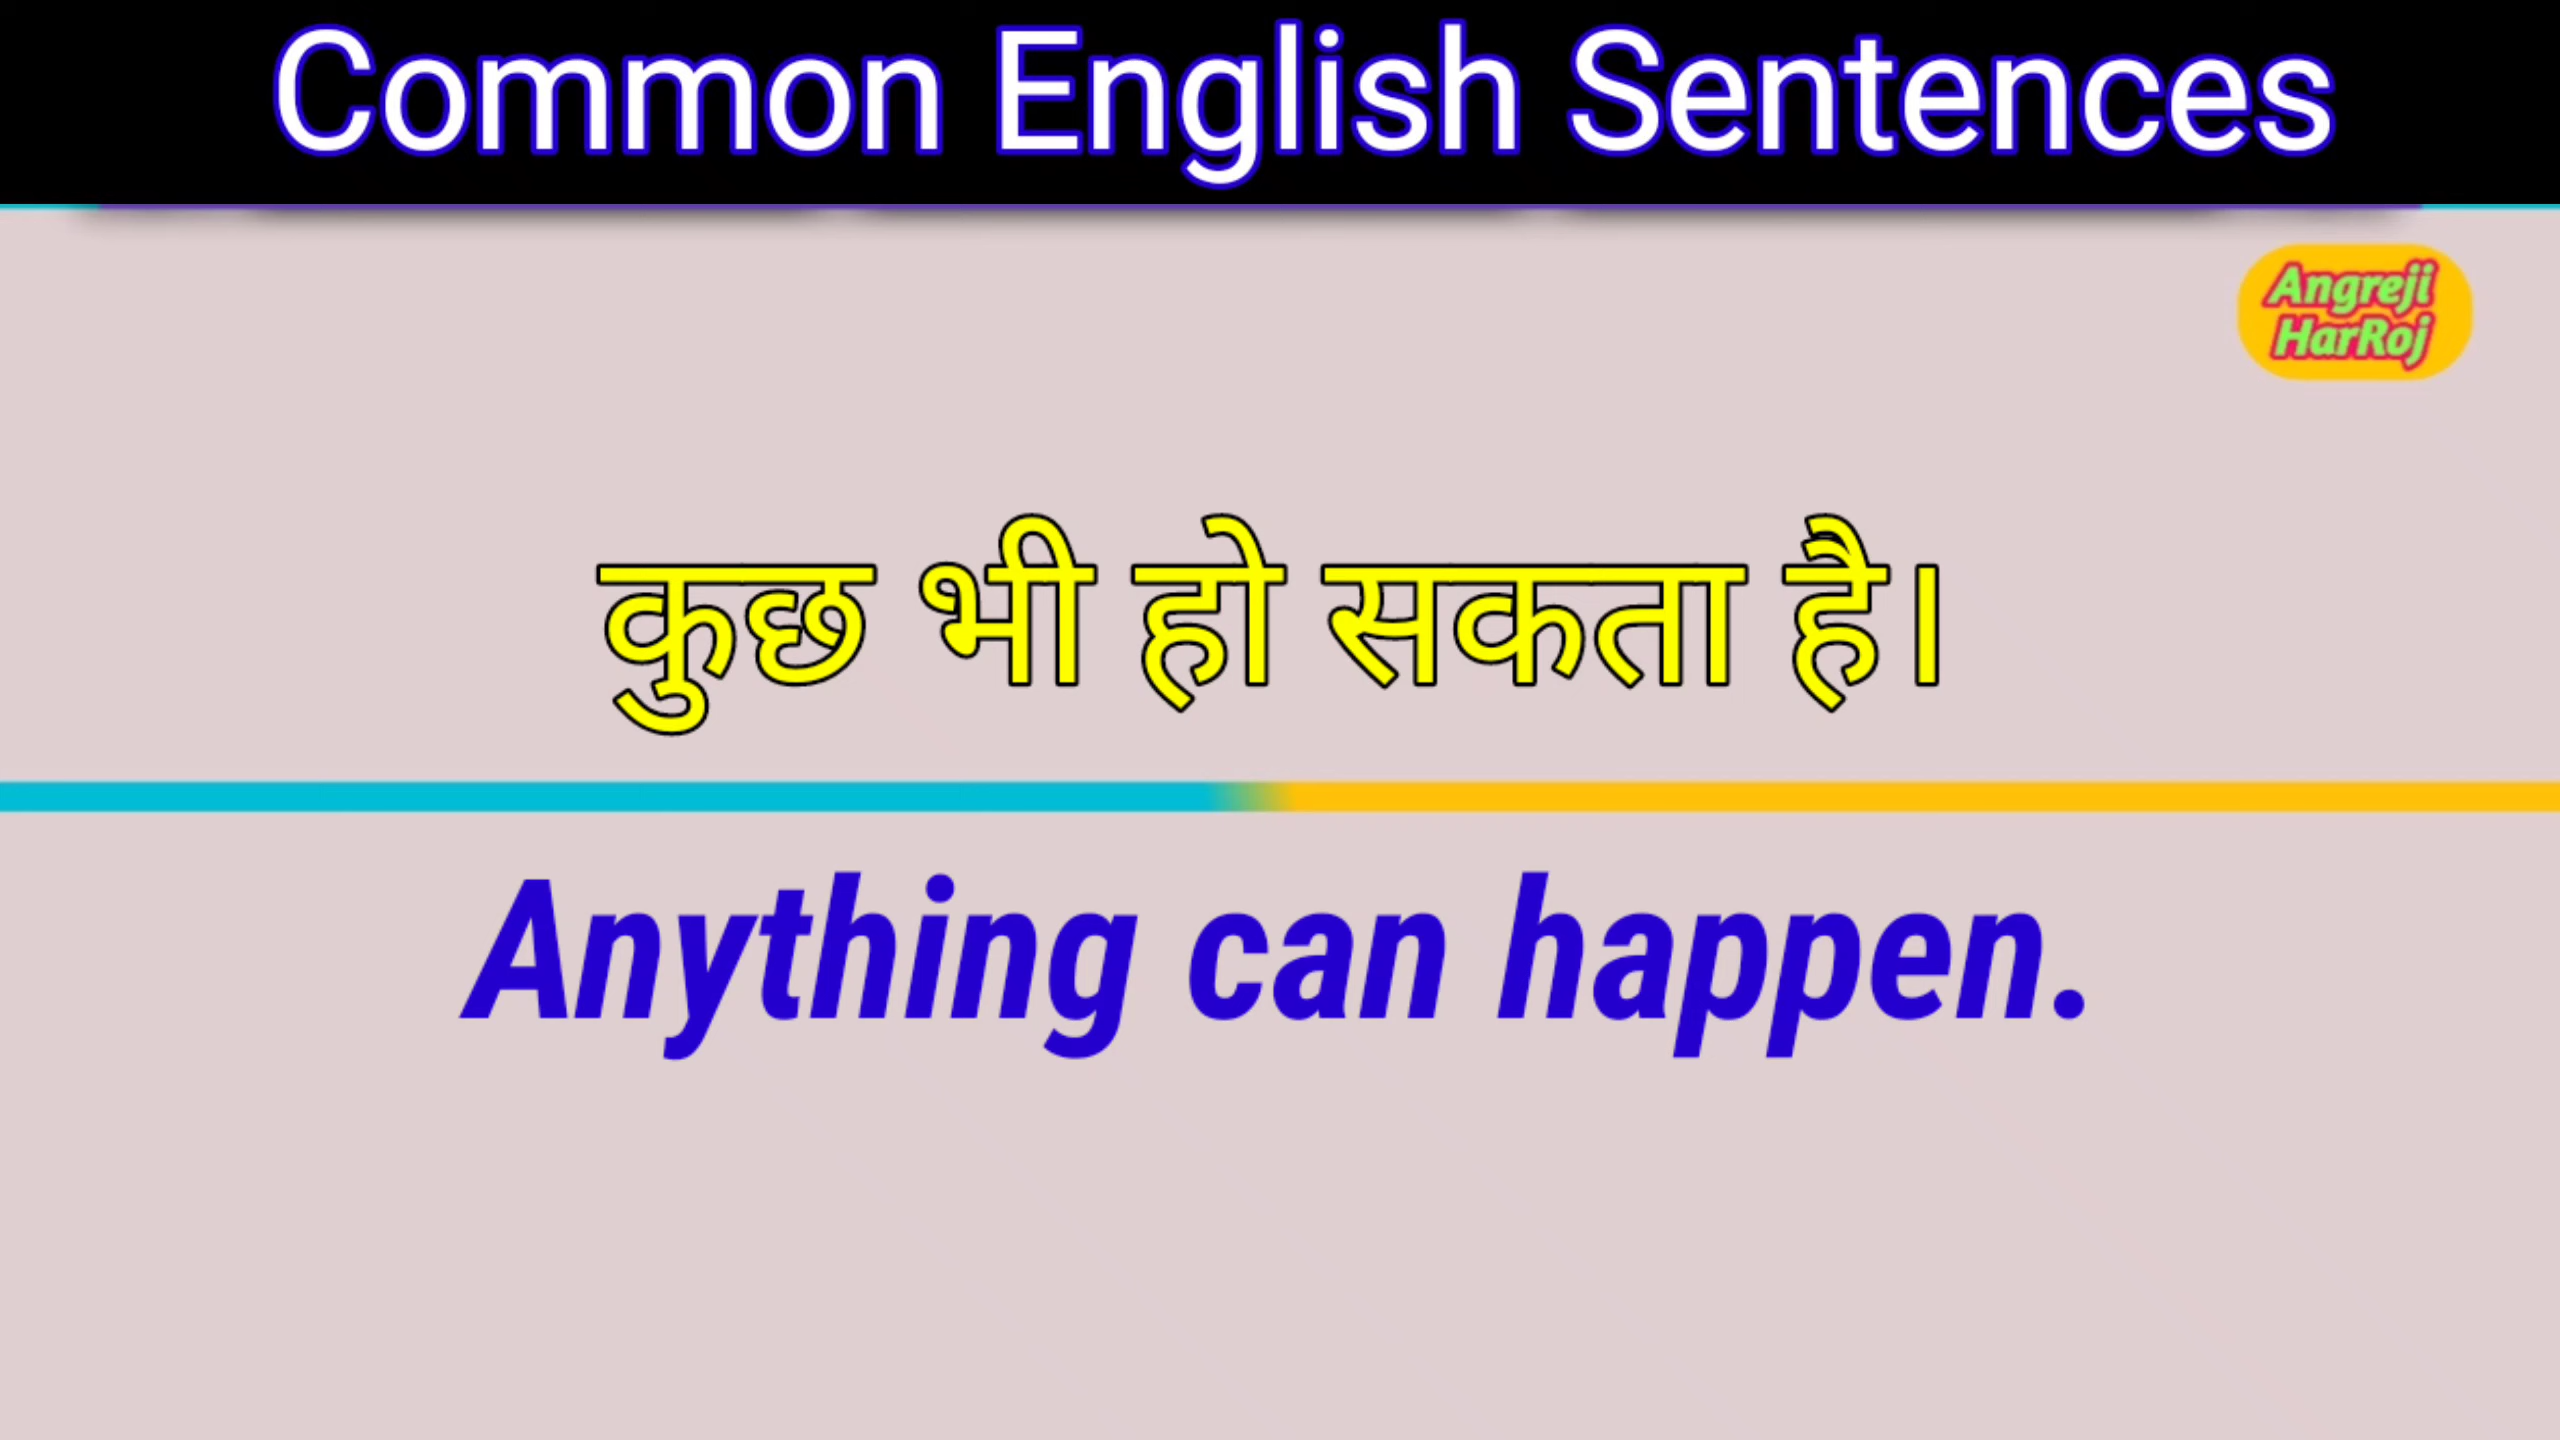 Common English Sentences
Angreji
HarRoj
कुछ भी हो सकता है।
Anything can happen.